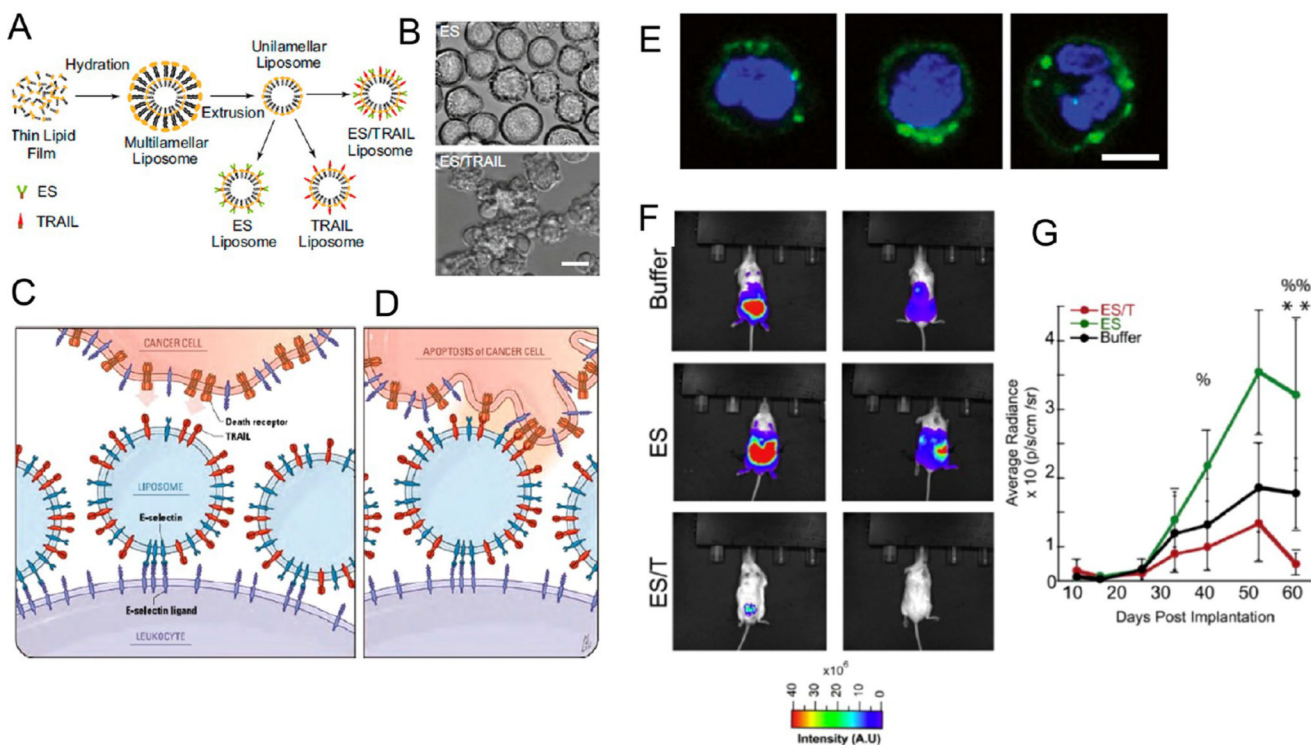 A
Hydration
Thin Lipid
Film
Multilamellar
Liposome
Extrusion
Unilamellar
Liposome
ES/TRAIL
Liposome
ES
Liposome
TRAIL
Liposome
ES
TRAIL
B
ES
ES/TRAIL
C
CANCER CELL
Death receptor
TRAIL
LIPOSOME
E-selectin
E-selectin ligand
LEUKOCYTE
D
APOPTOSIS of CANCER CELL
E
F
Buffer
ES
ES/T
x10⁶
40
30
20
10
0
Intensity (A.U)
G
%%
* *
%
ES/T
ES
Buffer
Average Radiance
x 10 (p/s/cm /sr)
4
3
2
1
0
10
20
30
40
50
60
Days Post Implantation